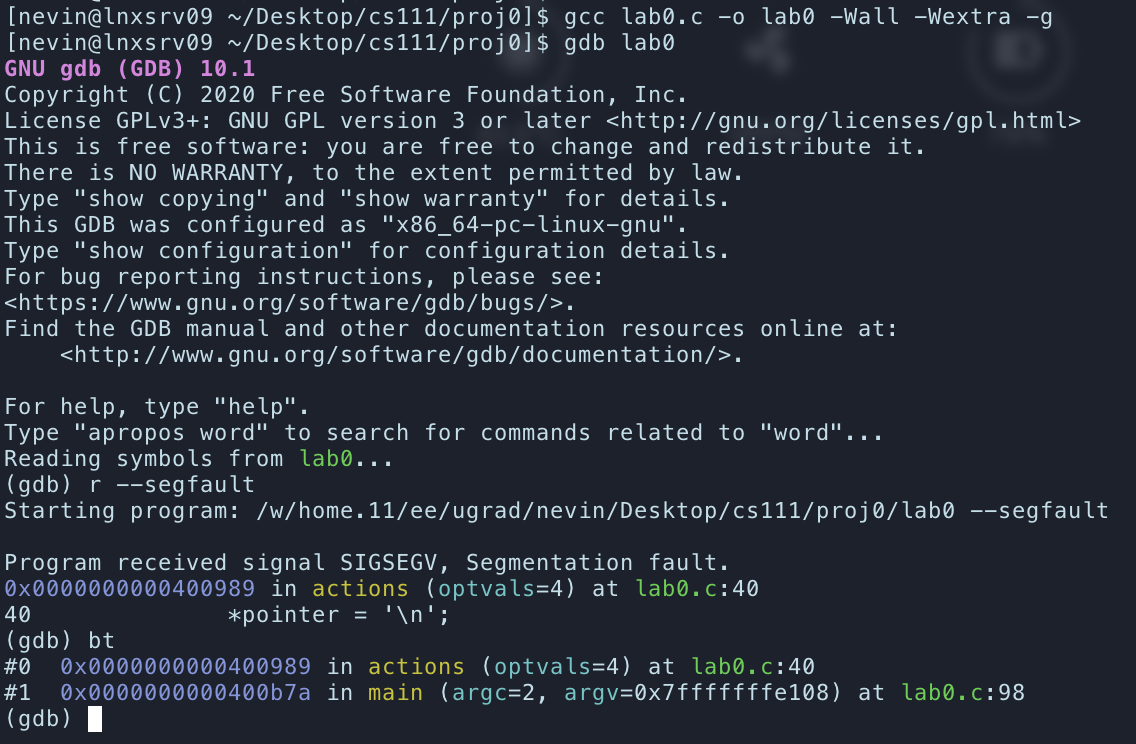 [nevin@lnxsrv09 ~/Desktop/cs111/proj0]$ gcc lab0.c -o lab0 -Wall -Wextra -g
[nevin@lnxsrv09 ~/Desktop/cs111/proj0]$ gdb lab0
GNU gdb (GDB) 10.1
Copyright (C) 2020 Free Software Foundation, Inc.
License GPLv3+: GNU GPL version 3 or later <http://gnu.org/licenses/gpl.html>
This is free software: you are free to change and redistribute it.
There is NO WARRANTY, to the extent permitted by law.
Type "show copying" and "show warranty" for details.
This GDB was configured as "x86_64-pc-linux-gnu".
Type "show configuration" for configuration details.
For bug reporting instructions, please see:
<https://www.gnu.org/software/gdb/bugs/>.
Find the GDB manual and other documentation resources online at:
    <http://www.gnu.org/software/gdb/documentation/>.

For help, type "help".
Type "apropos word" to search for commands related to "word"...
Reading symbols from lab0...
(gdb) r --segfault
Starting program: /w/home.11/ee/ugrad/nevin/Desktop/cs111/proj0/lab0 --segfault

Program received signal SIGSEGV, Segmentation fault.
0x0000000000400989 in actions (optvals=4) at lab0.c:40
40              *pointer = '\n';
(gdb) bt
#0  0x0000000000400989 in actions (optvals=4) at lab0.c:40
#1  0x0000000000400b7a in main (argc=2, argv=0x7fffffffe108) at lab0.c:98
(gdb)